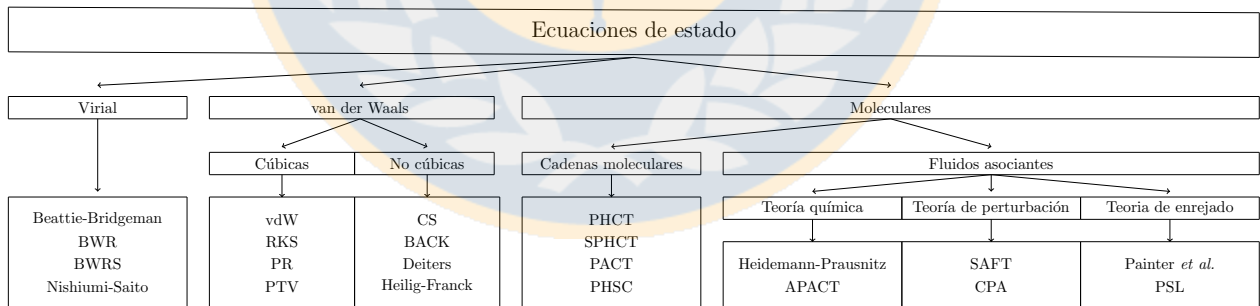 Ecuaciones de estado
Virial
van der Waals
Moleculares
Cúbicas
No cúbicas
Cadenas moleculares
Fluidos asociantes
Teoría química
Teoría de perturbación
Teoria de enrejado
Beattie-Bridgeman
BWR
BWRS
Nishiumi-Saito
vdW
RKS
PR
PTV
CS
BACK
Deiters
Heilig-Franck
PHCT
SPHCT
PACT
PHSC
Heidemann-Prausnitz
APACT
SAFT
CPA
Painter et al.
PSL